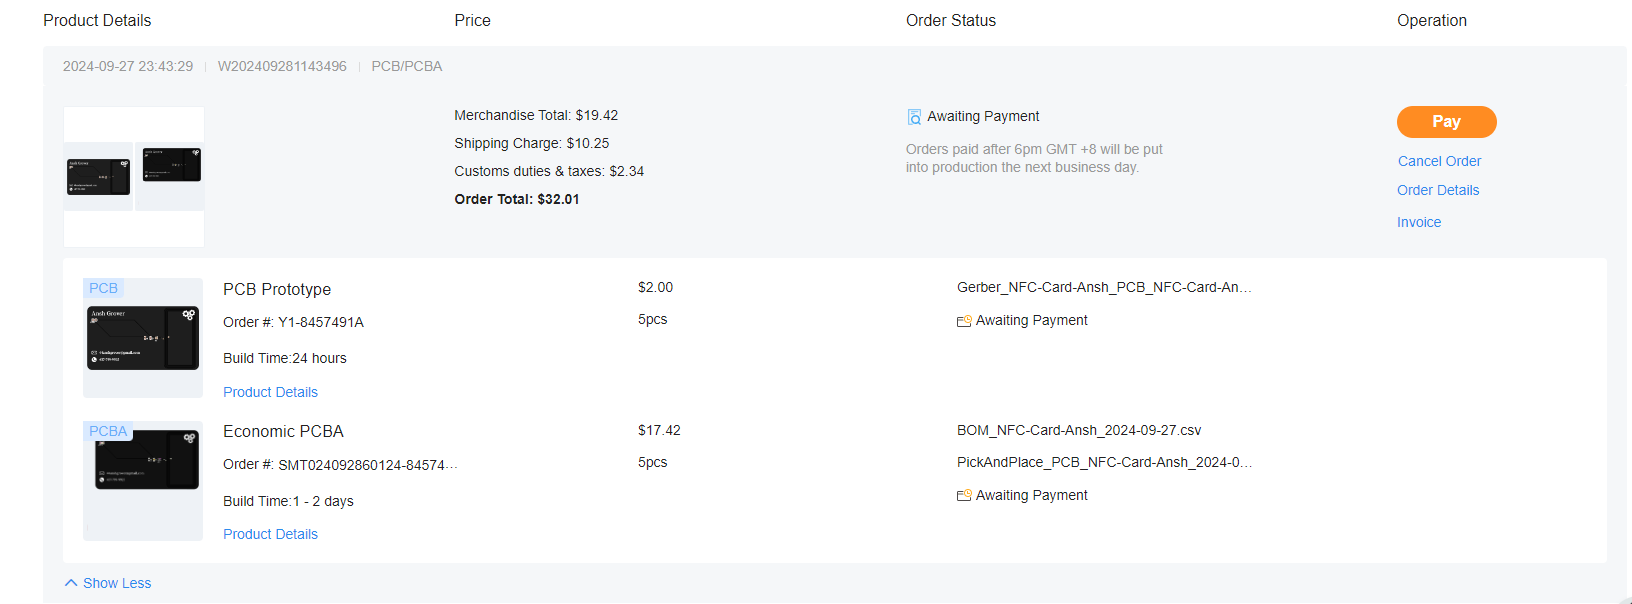 Product Details Price Order Status Operation
2024-09-27 23:43:29 W202409281143496 PCB/PCBA
Merchandise Total: $19.42
Shipping Charge: $10.25
Customs duties & taxes: $2.34
Order Total: $32.01
Awaiting Payment
Orders paid after 6pm GMT +8 will be put
into production the next business day.
Pay
Cancel Order
Order Details
Invoice
PCB
Ansh Grover
PCB Prototype
Order #: Y1-8457491A
Build Time:24 hours
Product Details
$2.00
5pcs
Gerber_NFC-Card-Ansh_PCB_NFC-Card-An...
Awaiting Payment
PCBA
Economic PCBA
Order #: SMT024092860124-84574...
Build Time:1 - 2 days
Product Details
$17.42
5pcs
BOM_NFC-Card-Ansh_2024-09-27.csv
PickAndPlace_PCB_NFC-Card-Ansh_2024-0...
Awaiting Payment
Show Less